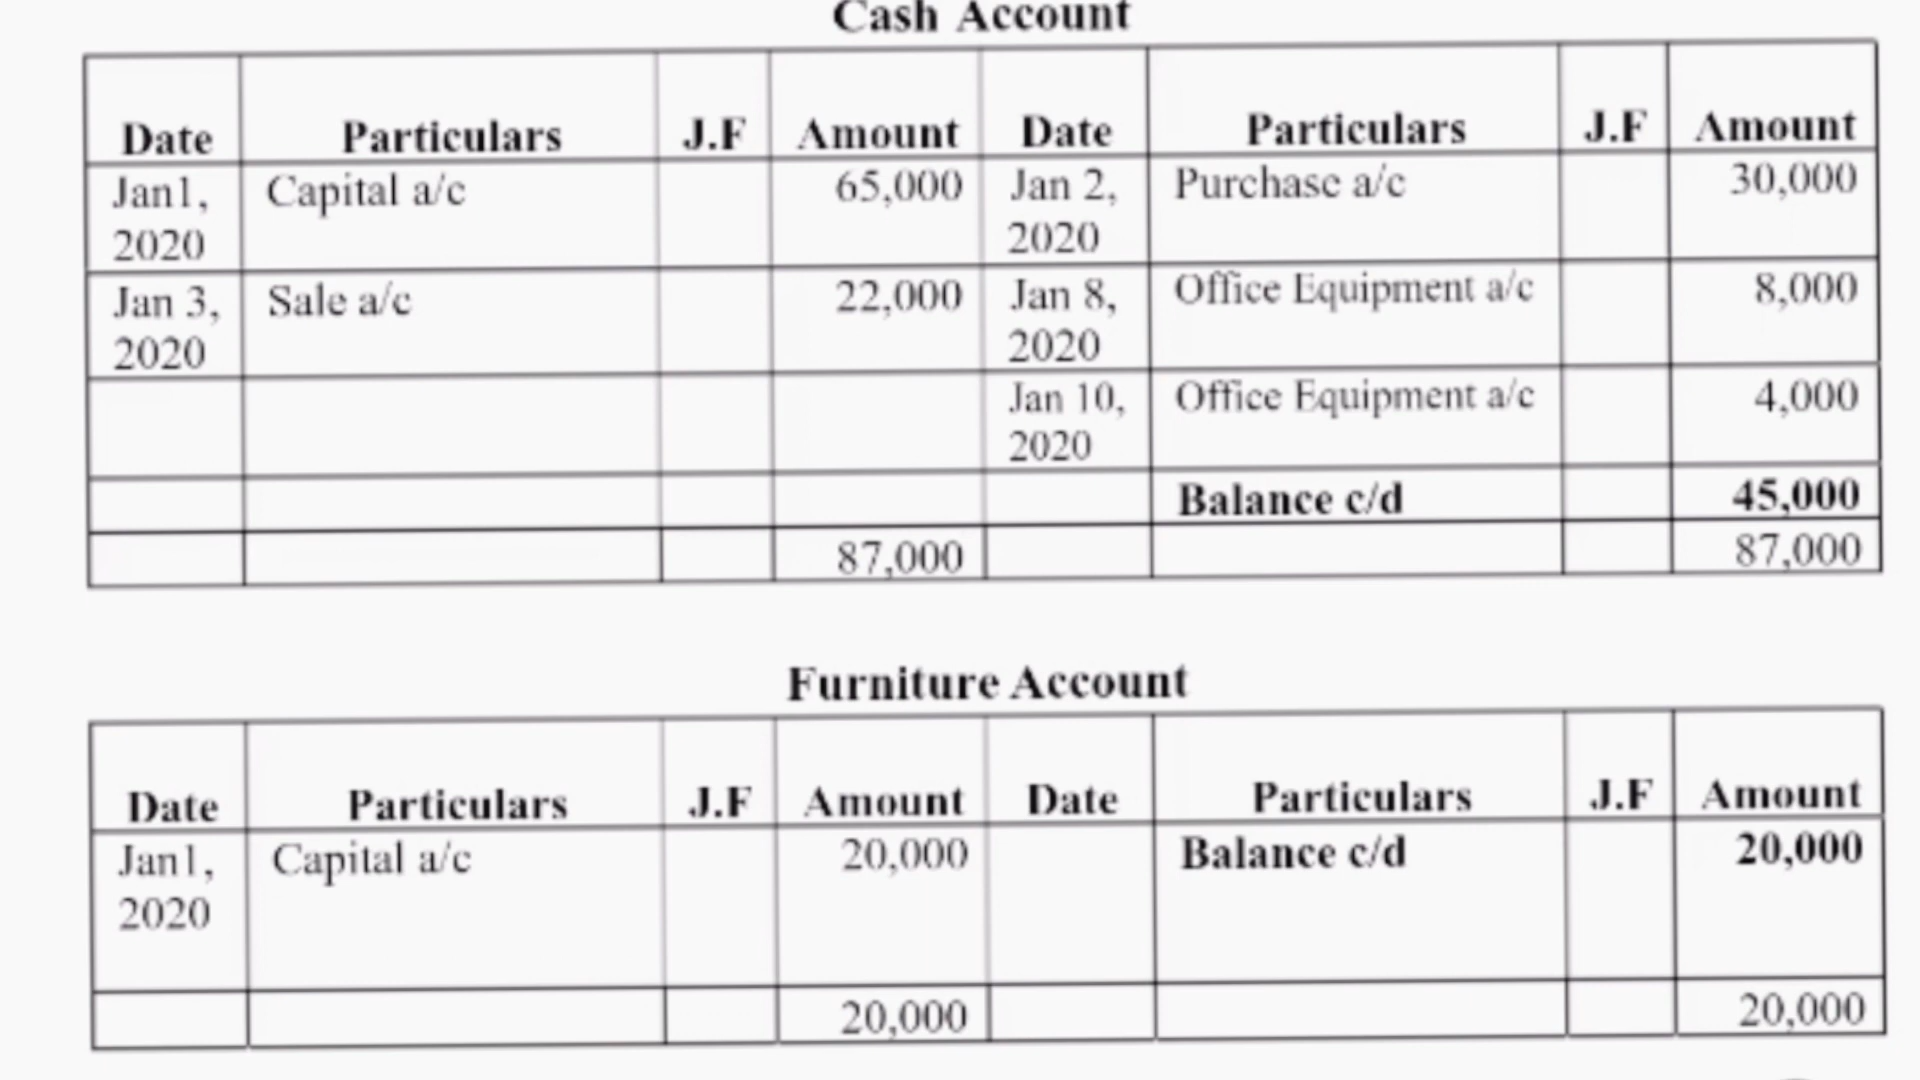 Cash Account
Date Particulars J.F Amount Date Particulars J.F Amount
Jan1, 2020 Capital a/c 65,000 Jan 2, 2020 Purchase a/c 30,000
Jan 3, 2020 Sale a/c 22,000 Jan 8, 2020 Office Equipment a/c 8,000
Jan 10, 2020 Office Equipment a/c 4,000
Balance c/d 45,000
87,000 87,000
Furniture Account
Date Particulars J.F Amount Date Particulars J.F Amount
Jan1, 2020 Capital a/c 20,000 Balance c/d 20,000
20,000 20,000